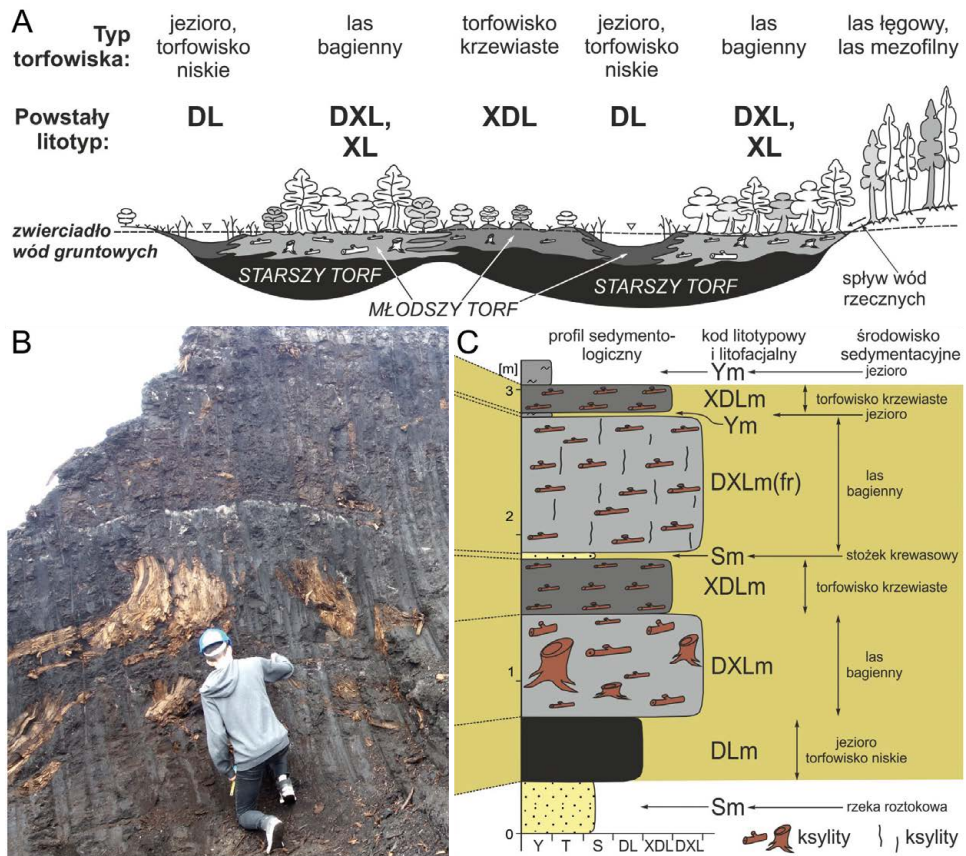 A
Typ torfowiska:
jezioro, torfowisko niskie
las bagienny
torfowisko krzewiaste
jezioro, torfowisko niskie
las bagienny
las łęgowy, las mezofilny
Powstały litotyp:
DL
DXL, XL
XDL
DL
DXL, XL
zwierciadło wód gruntowych
STARSZY TORF
MŁODSZY TORF
STARSZY TORF
spływ wód rzecznych
B
C
profil sedymento-logiczny
kod litotypowy i litofacjalny
środowisko sedymentacyjne
[m]
Ym
jezioro
3
XDLm
torfowisko krzewiaste
Ym
jezioro
DXLm(fr)
las bagienny
2
Sm
stożek krewasowy
XDLm
torfowisko krzewiaste
DXLm
las bagienny
1
DLm
jezioro torfowisko niskie
Sm
rzeka roztokowa
0
Y T S DL XDL DXL
ksylity
ksylity